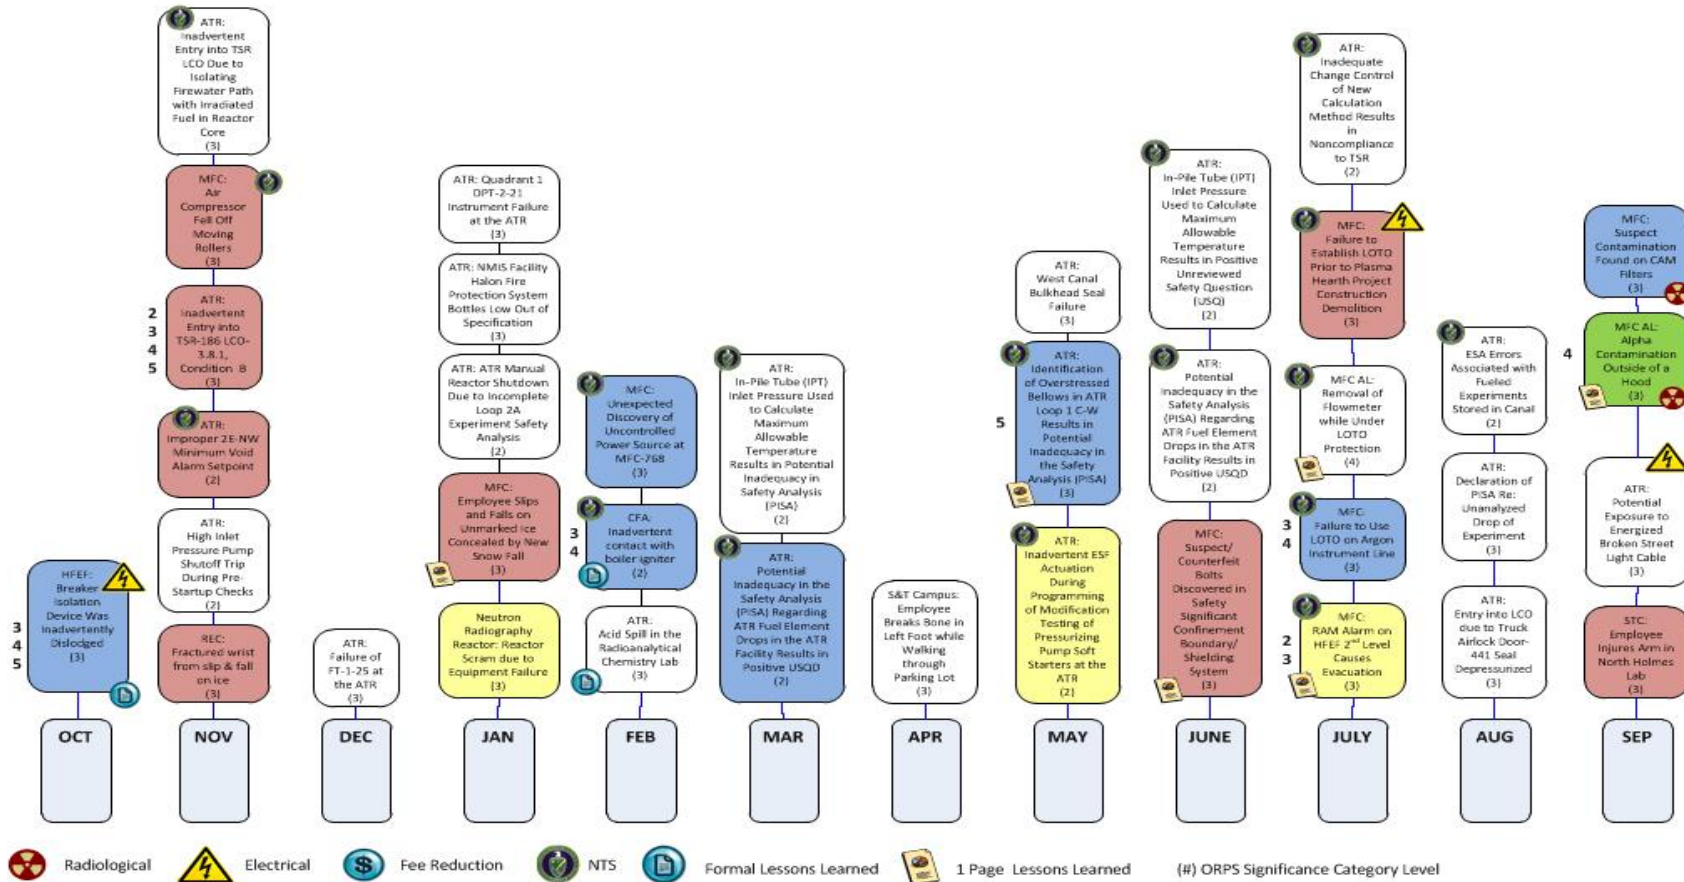 ATR:
Inadvertent
Entry into TSR
LCO Due to
Isolating
Firewater Path
with Irradiated
Fuel in Reactor
Core
(3)
MFC:
Air
Compressor
Fell Off
Moving
Rollers
(3)
2
3
4
5
ATR:
Inadvertent
Entry into
TSR-186 LCO-
3.8.1,
Condition B
(3)
ATR:
Improper 2E-NW
Minimum Void
Alarm Setpoint
(2)
ATR:
High Inlet
Pressure Pump
Shutoff Trip
During Pre-
Startup Checks
(2)
REC:
Fractured wrist
from slip & fall
on ice
(3)
3
4
5
HFEF:
Breaker
Isolation
Device Was
Inadvertently
Dislodged
(3)
ATR:
Failure of
FT-1-25 at
the ATR
(3)
ATR: Quadrant 1
DPT-2-21
Instrument Failure
at the ATR
(3)
ATR: NMIS Facility
Halon Fire
Protection System
Bottles Low Out of
Specification
(3)
ATR: ATR Manual
Reactor Shutdown
Due to Incomplete
Loop 2A
Experiment Safety
Analysis
(2)
MFC:
Employee Slips
and Falls on
Unmarked Ice
Concealed by New
Snow Fall
(3)
Neutron
Radiography
Reactor: Reactor
Scram due to
Equipment Failure
(3)
MFC:
Unexpected
Discovery of
Uncontrolled
Power Source at
MFC-768
(3)
3
4
CFA:
Inadvertent
contact with
boiler igniter
(2)
ATR:
Acid Spill in the
Radioanalytical
Chemistry Lab
(3)
ATR:
In-Pile Tube (IPT)
Inlet Pressure Used
to Calculate
Maximum
Allowable
Temperature
Results in Potential
Inadequacy in
Safety Analysis
(PISA)
(2)
ATR:
Potential
Inadequacy in the
Safety Analysis
(PISA) Regarding
ATR Fuel Element
Drops in the ATR
Facility Results in
Positive USQD
(2)
S&T Campus:
Employee
Breaks Bone in
Left Foot while
Walking
through
Parking Lot
(3)
ATR:
West Canal
Bulkhead Seal
Failure
(3)
5
ATR:
Identification
of Overstressed
Bellows in ATR
Loop 1 C-W
Results in
Potential
Inadequacy in
the Safety
Analysis (PISA)
(3)
ATR:
Inadvertent ESF
Actuation During
Programming
of Modification
Testing of
Pressurizing
Pump Soft
Starters at the
ATR
(2)
ATR:
In-Pile Tube (IPT)
Inlet Pressure
Used to Calculate
Maximum
Allowable
Temperature
Results in Positive
Unreviewed
Safety Question
(USQ)
(2)
ATR:
Potential
Inadequacy in the
Safety Analysis
(PISA) Regarding
ATR Fuel Element
Drops in the ATR
Facility Results in
Positive USQD
(2)
MFC:
Suspect/
Counterfeit
Bolts
Discovered in
Safety
Significant
Confinement
Boundary/
Shielding
System
(3)
ATR:
Inadequate
Change Control
of New
Calculation
Method Results
in
Noncompliance
to TSR
(2)
MFC:
Failure to
Establish LOTO
Prior to Plasma
Hearth Project
Construction
Demolition
(3)
MFC AL:
Removal of
Flowmeter
while Under
LOTO
Protection
(4)
3
4
MFC:
Failure to Use
LOTO on Argon
Instrument Line
(3)
2
3
MFC:
RAM Alarm on
HFEF 2nd Level
Causes
Evacuation
(3)
ATR:
ESA Errors
Associated with
Fueled
Experiments
Stored in Canal
(2)
ATR:
Declaration of
PISA Re:
Unanalyzed
Drop of
Experiment
(3)
ATR:
Entry into LCO
due to Truck
Airlock Door-
441 Seal
Depressurized
(3)
MFC:
Suspect
Contamination
Found on CAM
Filters
(3)
4
MFC AL:
Alpha
Contamination
Outside of a
Hood
(3)
ATR:
Potential
Exposure to
Energized
Broken Street
Light Cable
(3)
STC:
Employee
Injures Arm in
North Holmes
Lab
(3)
OCT
NOV
DEC
JAN
FEB
MAR
APR
MAY
JUNE
JULY
AUG
SEP
Radiological
Electrical
$
Fee Reduction
NTS
Formal Lessons Learned
1 Page Lessons Learned
(#) ORPS Significance Category Level